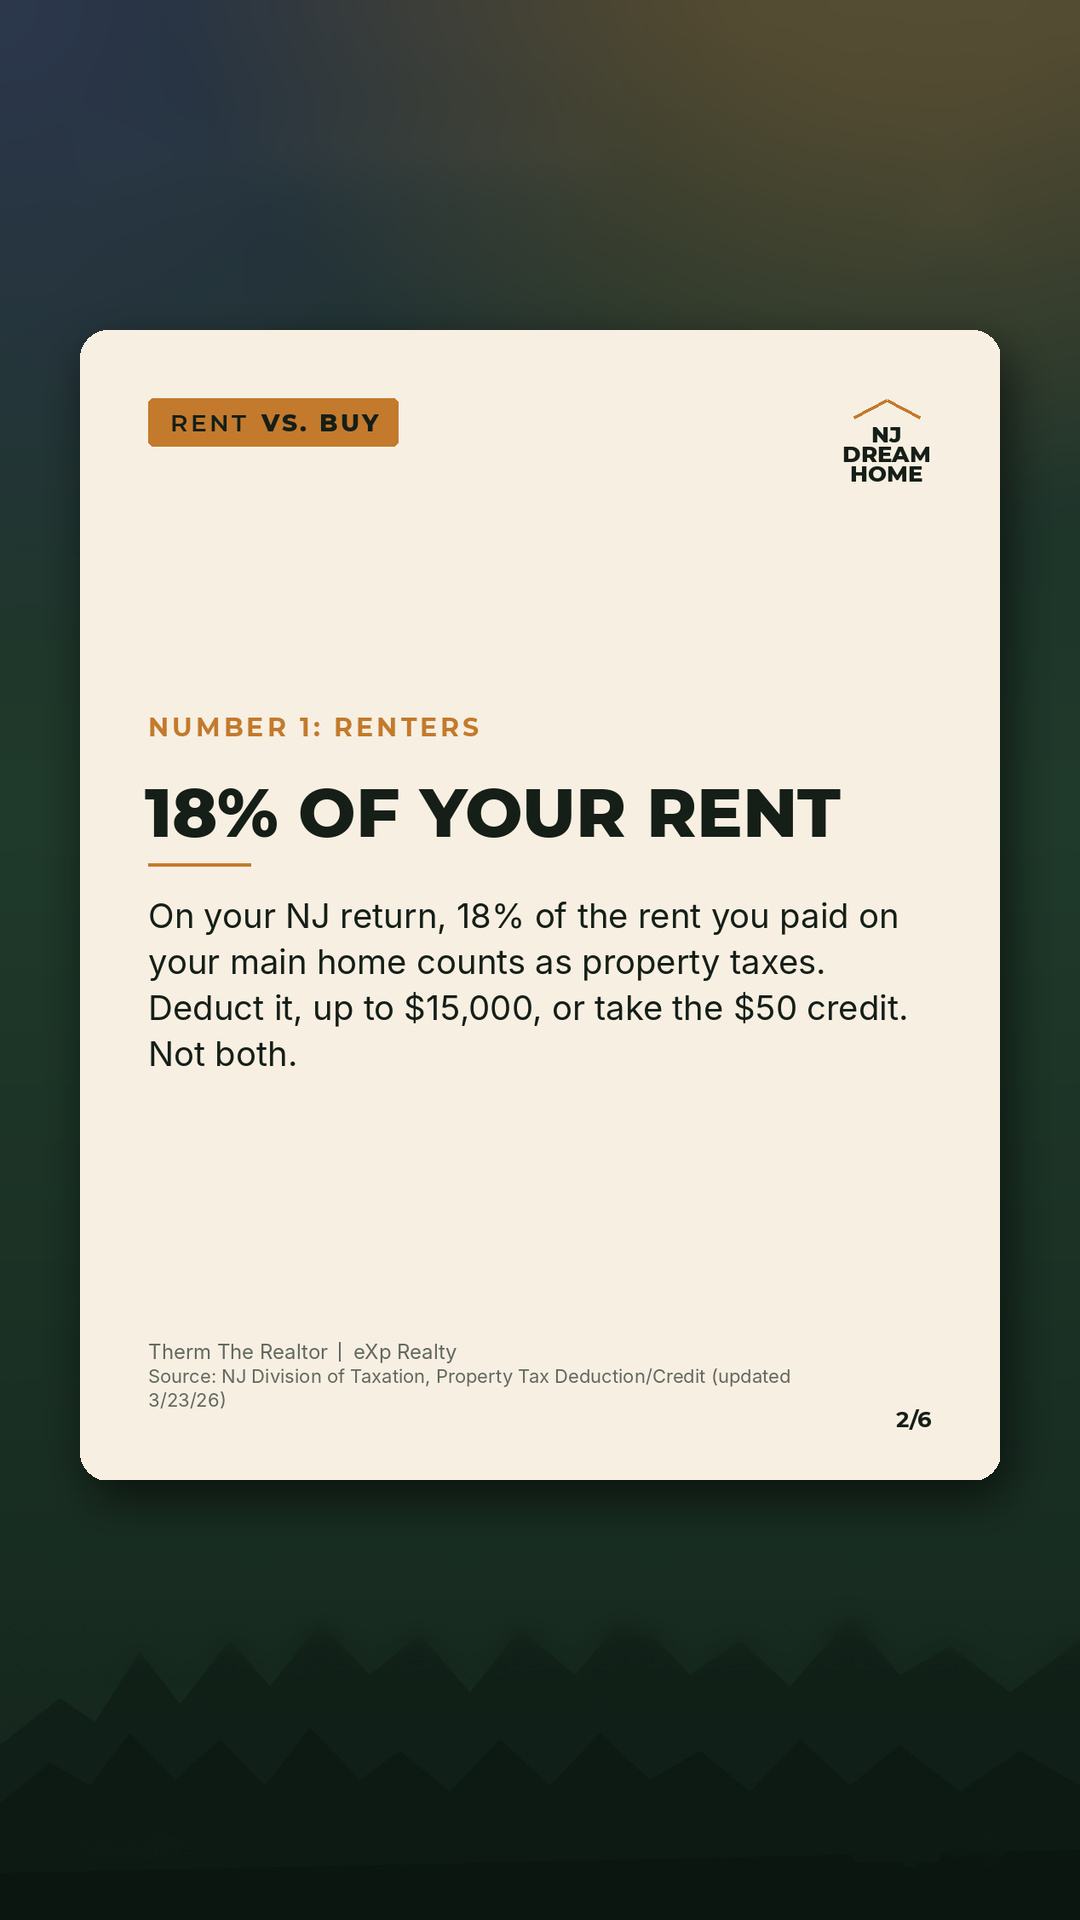 RENT VS. BUY
NJ
DREAM
HOME
NUMBER 1: RENTERS
18% OF YOUR RENT
On your NJ return, 18% of the rent you paid on
your main home counts as property taxes.
Deduct it, up to $15,000, or take the $50 credit.
Not both.
Therm The Realtor | eXp Realty
Source: NJ Division of Taxation, Property Tax Deduction/Credit (updated
3/23/26)
2/6